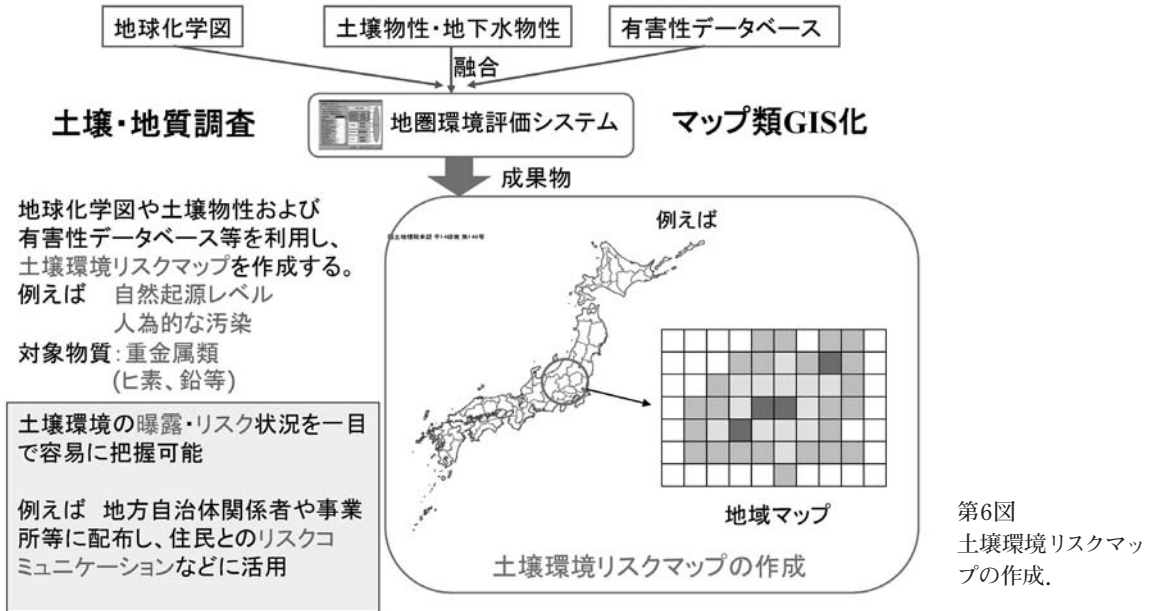 地球化学図
土壌物性・地下水物性
有害性データベース
融合
土壌・地質調査
地圏環境評価システム
マップ類GIS化
成果物
地球化学図や土壌物性および
有害性データベース等を利用し、
土壌環境リスクマップを作成する。
例えば 自然起源レベル
人為的な汚染
対象物質:重金属類
(ヒ素、鉛等)
土壌環境の曝露・リスク状況を一目
で容易に把握可能
例えば 地方自治体関係者や事業
所等に配布し、住民とのリスクコ
ミュニケーションなどに活用
例えば
地域マップ
土壌環境リスクマップの作成
第6図
土壌環境リスクマッ
プの作成.